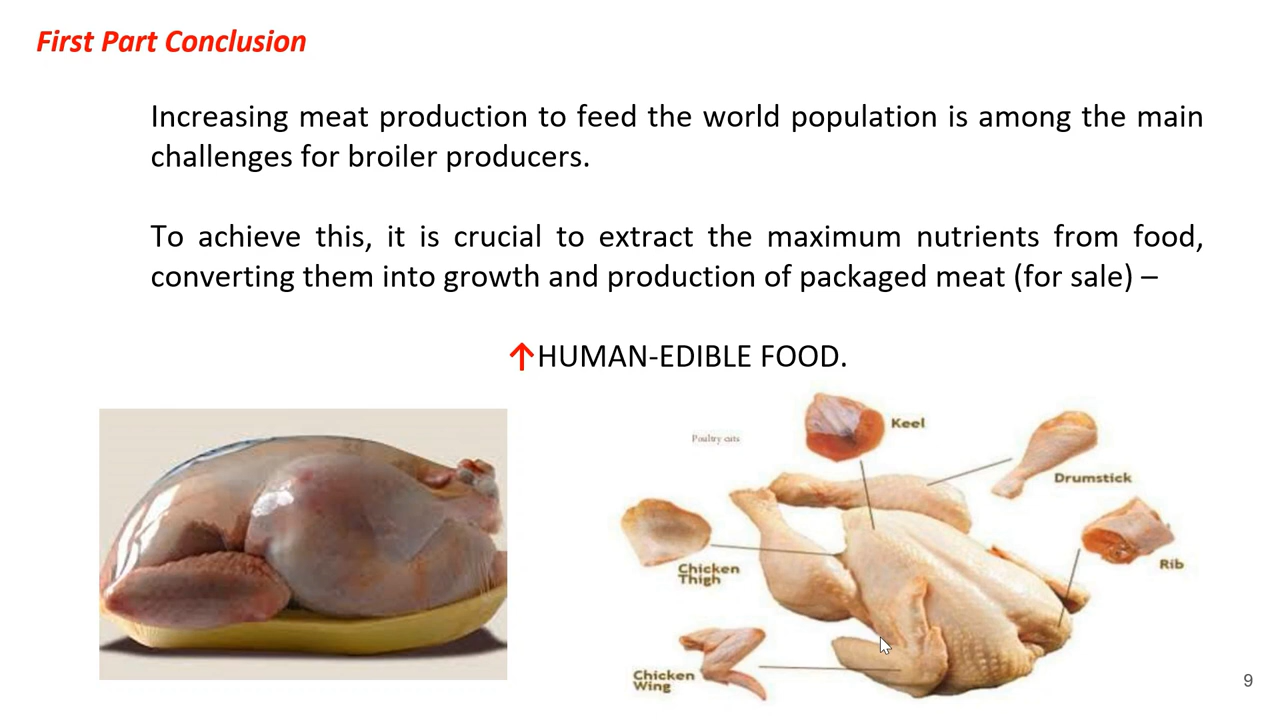 First Part Conclusion
Increasing meat production to feed the world population is among the main
challenges for broiler producers.
To achieve this, it is crucial to extract the maximum nutrients from food,
converting them into growth and production of packaged meat (for sale) –
↑HUMAN-EDIBLE FOOD.
Poultry cuts
Keel
Drumstick
Chicken
Thigh
Rib
Chicken
Wing
9